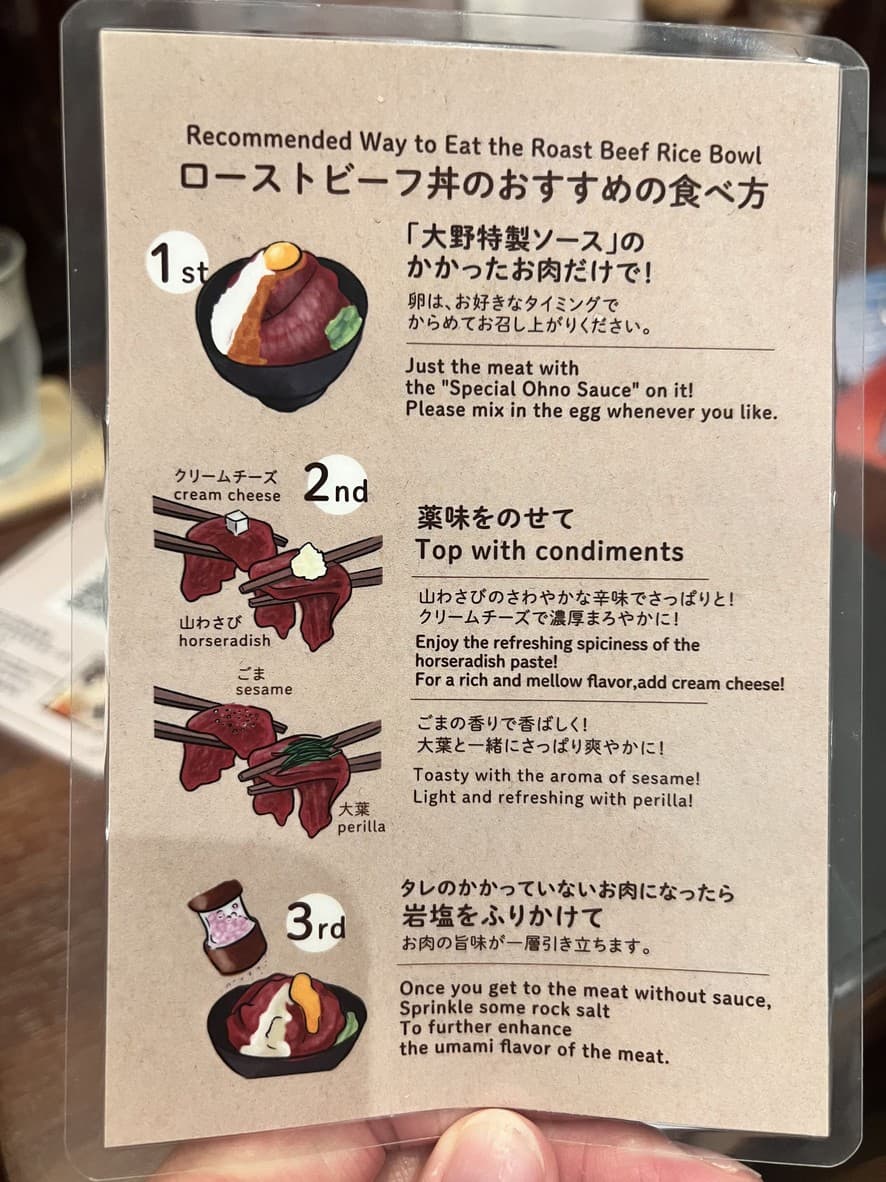 Recommended Way to Eat the Roast Beef Rice Bowl
ローストビーフ丼のおすすめの食べ方
1st
「大野特製ソース」の
かかったお肉だけで!
卵は、お好きなタイミングで
からめてお召し上がりください。
Just the meat with
the "Special Ohno Sauce" on it!
Please mix in the egg whenever you like.
2nd
クリームチーズ
cream cheese
山わさび
horseradish
ごま
sesame
大葉
perilla
薬味をのせて
Top with condiments
山わさびのさわやかな辛味でさっぱりと!
クリームチーズで濃厚まろやかに!
Enjoy the refreshing spiciness of the
horseradish paste!
For a rich and mellow flavor,add cream cheese!
ごまの香りで香ばしく!
大葉と一緒にさっぱり爽やかに!
Toasty with the aroma of sesame!
Light and refreshing with perilla!
3rd
タレのかかっていないお肉になったら
岩塩をふりかけて
お肉の旨味が一層引き立ちます。
Once you get to the meat without sauce,
Sprinkle some rock salt
To further enhance
the umami flavor of the meat.